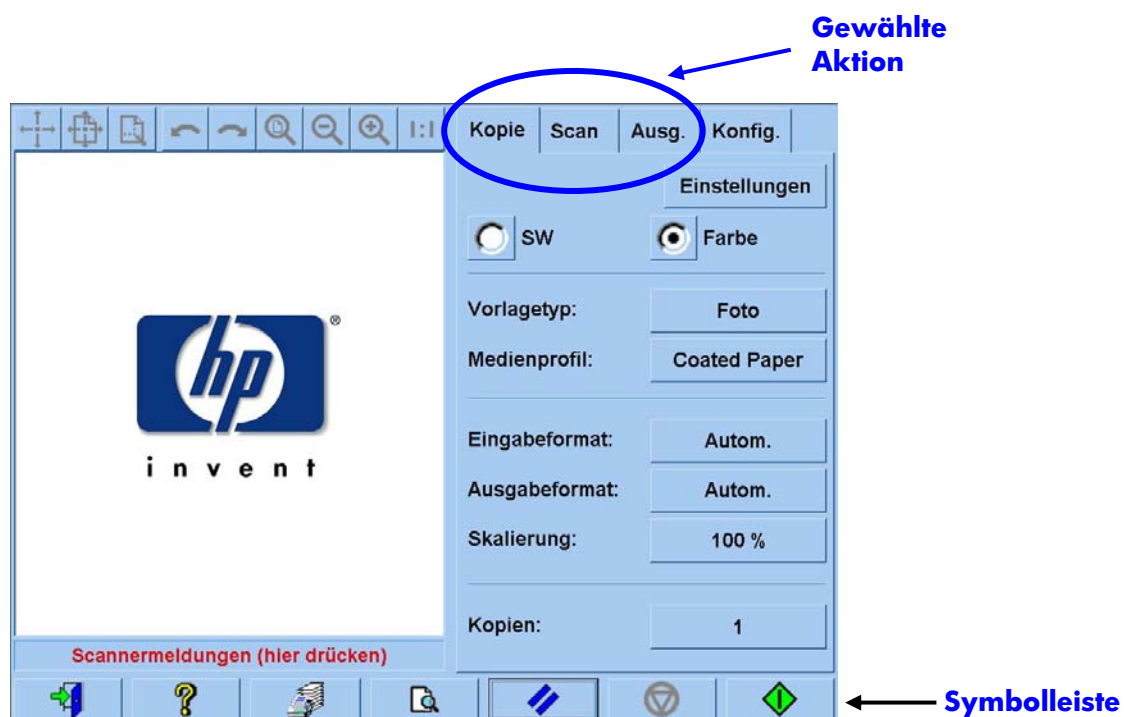 Gewählte
Aktion
1:1
Kopie Scan Ausg. Konfig.
Einstellungen
SW Farbe
Vorlagetyp: Foto
Medienprofil: Coated Paper
Eingabeformat: Autom.
Ausgabeformat: Autom.
Skalierung: 100 %
Kopien: 1
hp ®
invent
Scannermeldungen (hier drücken)
?
Symbolleiste